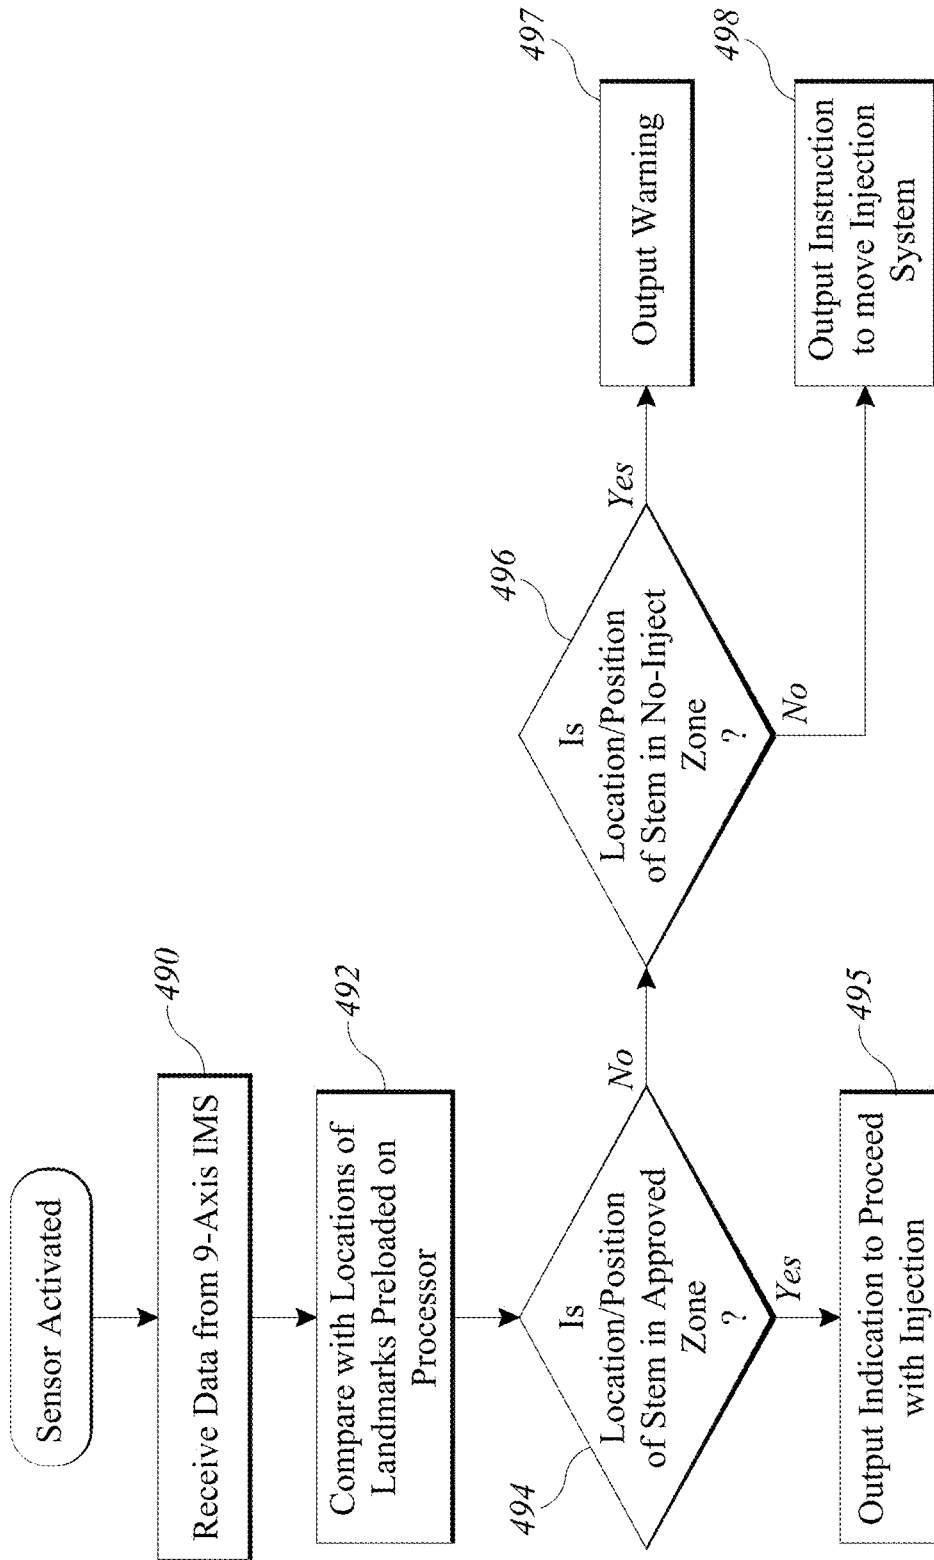 Sensor Activated
490
Receive Data from 9-Axis IMS
492
Compare with Locations of
Landmarks Preloaded on
Processor
494
Is
Location/Position
of Stem in Approved
Zone
?
No
Yes
495
Output Indication to Proceed
with Injection
496
Is
Location/Position
of Stem in No-Inject
Zone
?
Yes
No
497
Output Warning
498
Output Instruction
to move Injection
System